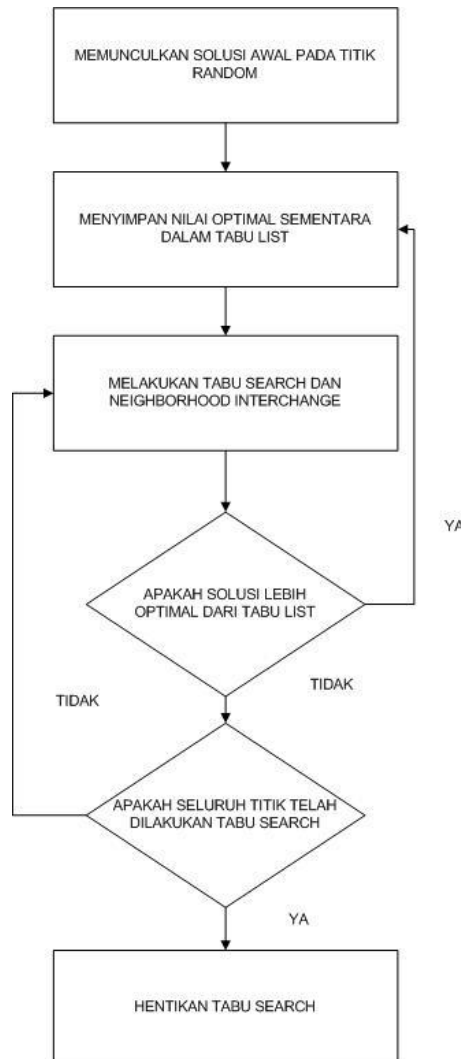 MEMUNCULKAN SOLUSI AWAL PADA TITIK
RANDOM
MENYIMPAN NILAI OPTIMAL SEMENTARA
DALAM TABU LIST
MELAKUKAN TABU SEARCH DAN
NEIGHBORHOOD INTERCHANGE
YA
APAKAH SOLUSI LEBIH
OPTIMAL DARI TABU LIST
TIDAK
TIDAK
APAKAH SELURUH TITIK TELAH
DILAKUKAN TABU SEARCH
YA
HENTIKAN TABU SEARCH